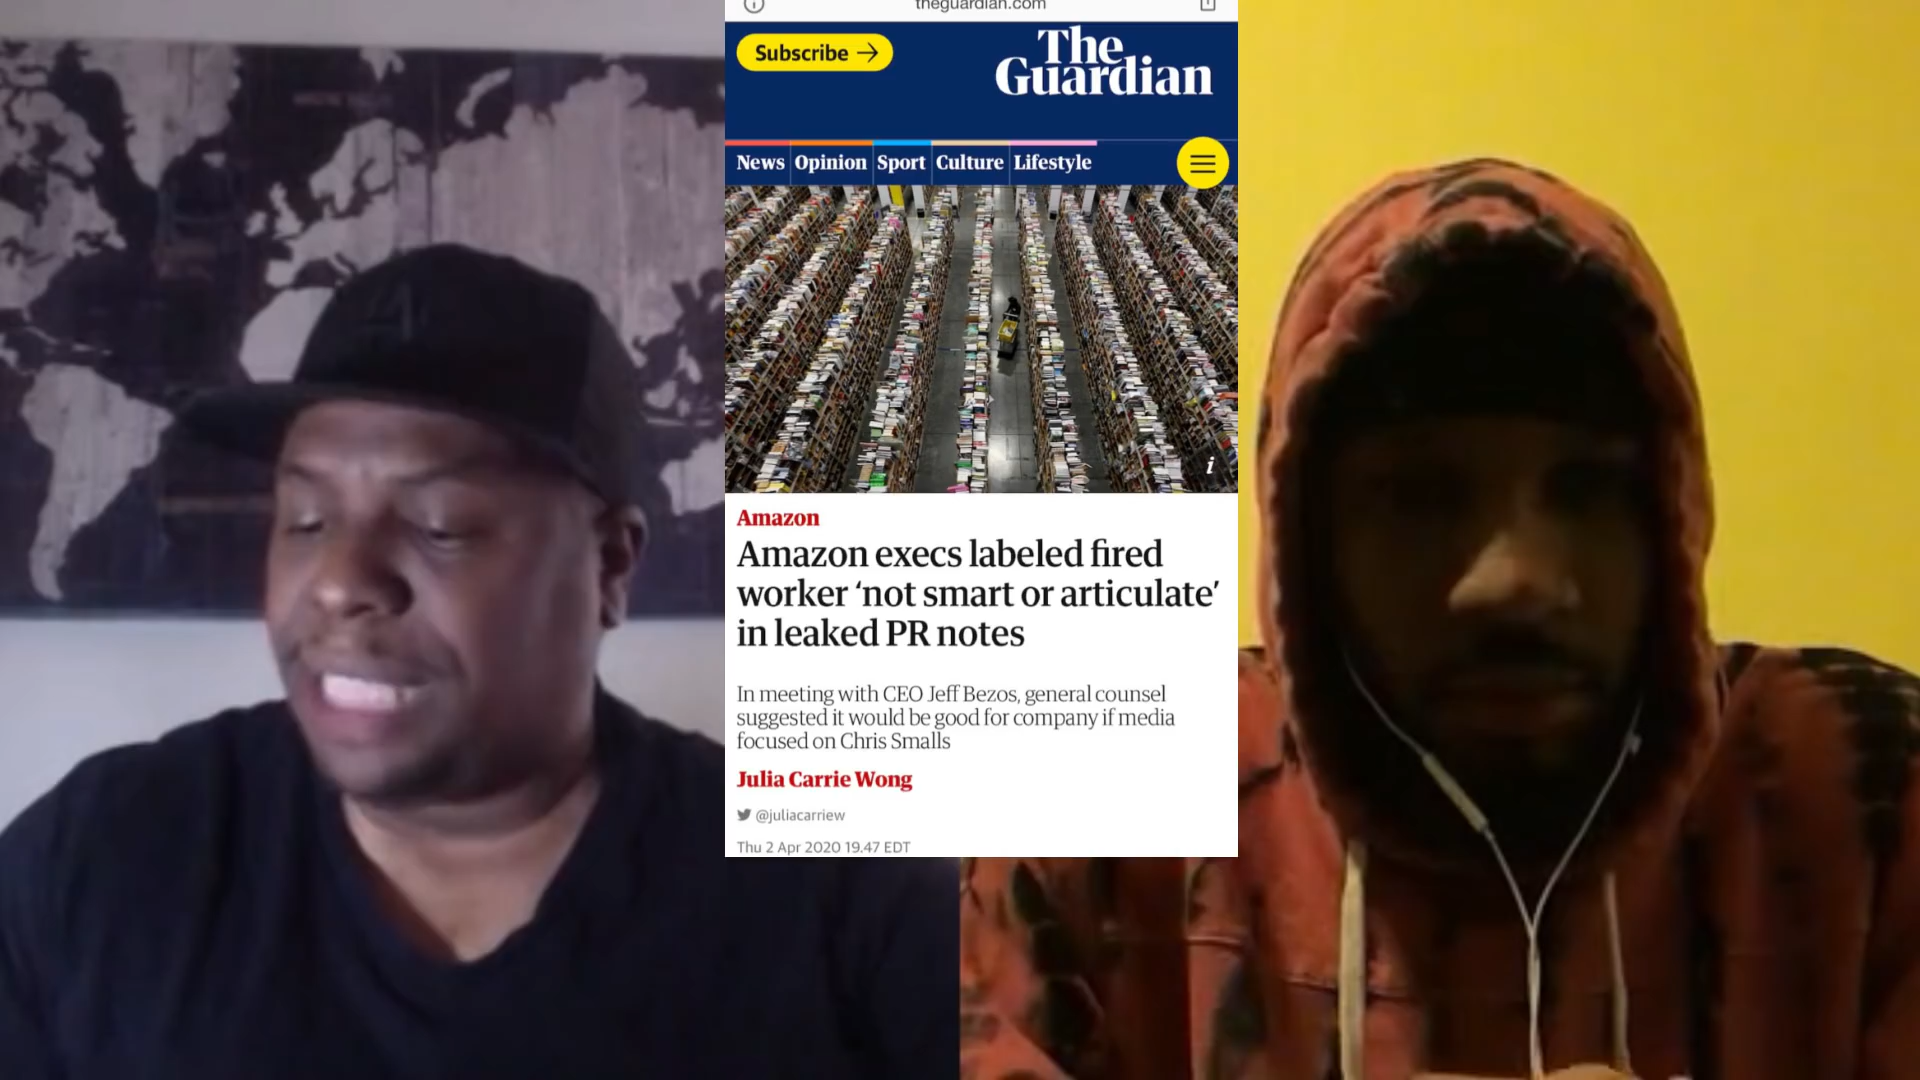 theguardian.com
Subscribe →
The
Guardian
News Opinion Sport Culture Lifestyle
i
Amazon
Amazon execs labeled fired
worker ‘not smart or articulate’
in leaked PR notes
In meeting with CEO Jeff Bezos, general counsel
suggested it would be good for company if media
focused on Chris Smalls
Julia Carrie Wong
@juliacarriew
Thu 2 Apr 2020 19.47 EDT